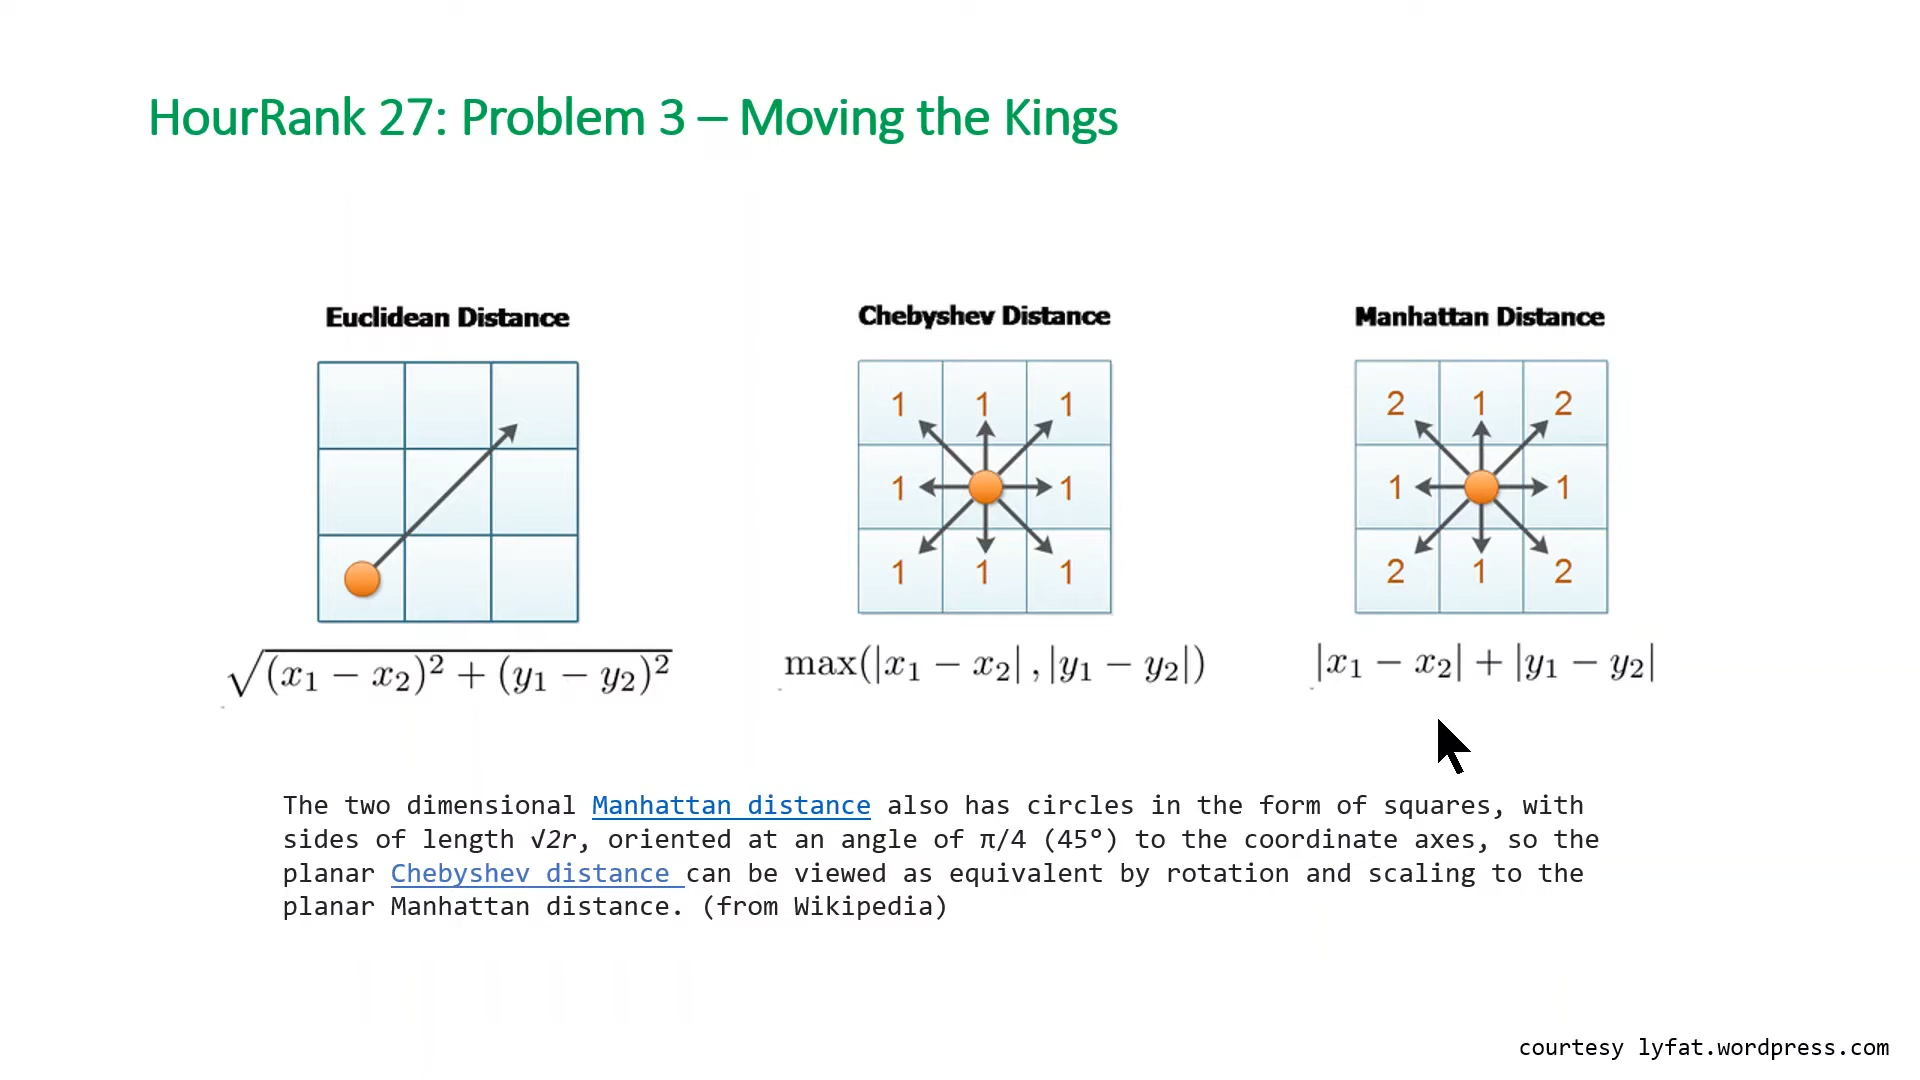 HourRank 27: Problem 3 – Moving the Kings
Euclidean Distance
Chebyshev Distance
Manhattan Distance
1 1 1
1 1
1 1 1
2 1 2
1 1
2 1 2
√(x₁ − x₂)² + (y₁ − y₂)²
max(|x₁ − x₂| , |y₁ − y₂|)
|x₁ − x₂| + |y₁ − y₂|
The two dimensional Manhattan distance also has circles in the form of squares, with
sides of length √2r, oriented at an angle of π/4 (45°) to the coordinate axes, so the
planar Chebyshev distance can be viewed as equivalent by rotation and scaling to the
planar Manhattan distance. (from Wikipedia)
courtesy lyfat.wordpress.com